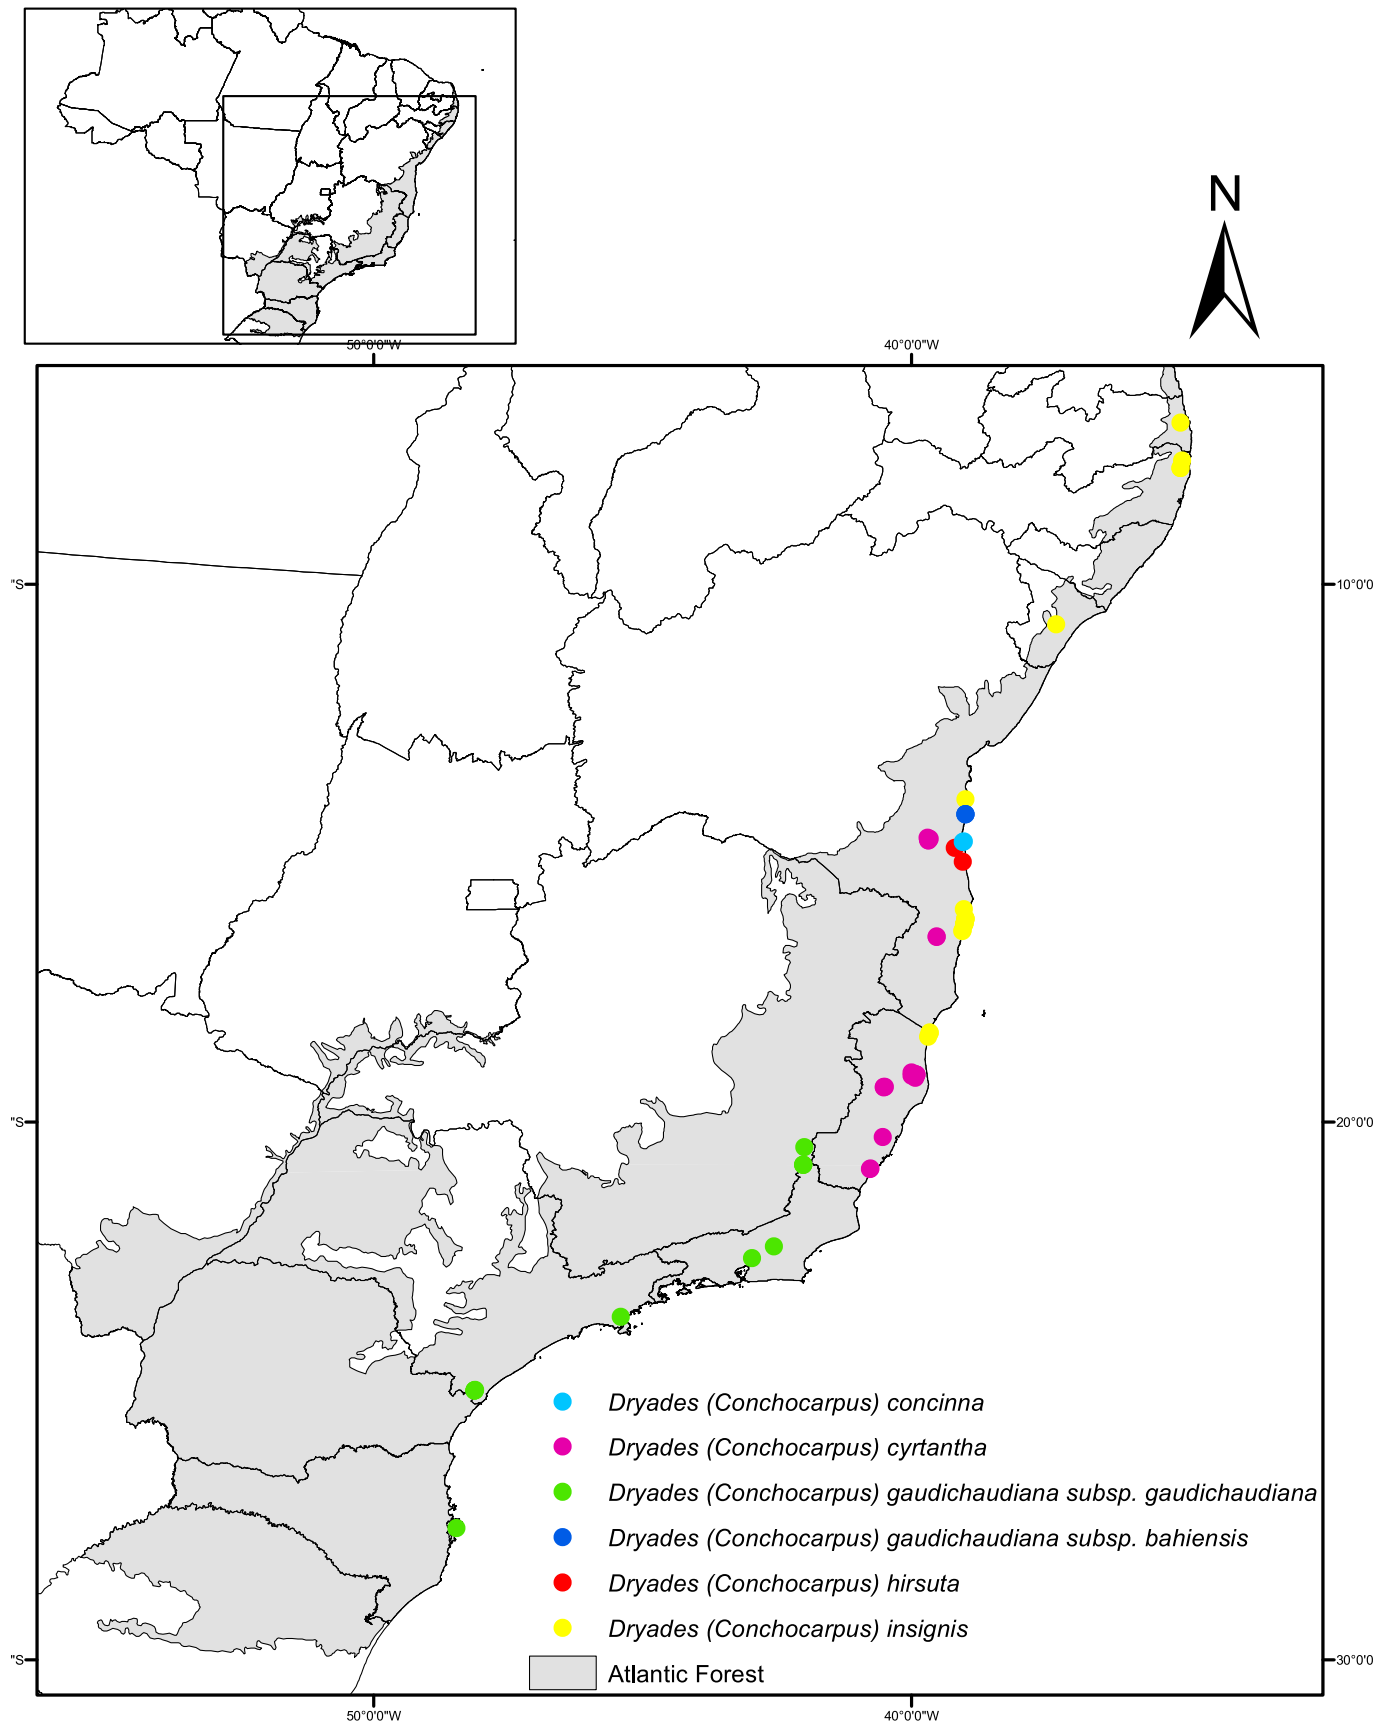 N
50°0'0"W
40°0'0"W
"S
10°0'0
"S
20°0'0
Dryades (Conchocarpus) concinna
Dryades (Conchocarpus) cyrtantha
Dryades (Conchocarpus) gaudichaudiana subsp. gaudichaudiana
Dryades (Conchocarpus) gaudichaudiana subsp. bahiensis
Dryades (Conchocarpus) hirsuta
Dryades (Conchocarpus) insignis
"S
30°0'0
Atlantic Forest
50°0'0"W
40°0'0"W